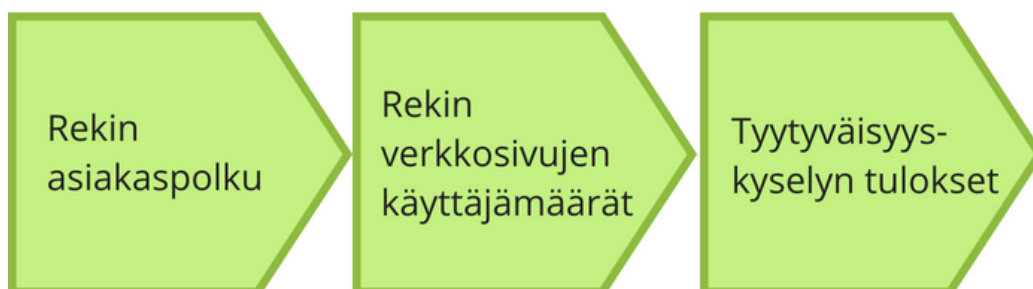 Rekin
asiakaspolku
Rekin
verkkosivujen
käyttäjämäärät
Tyytyväisyys-
kyselyn tulokset